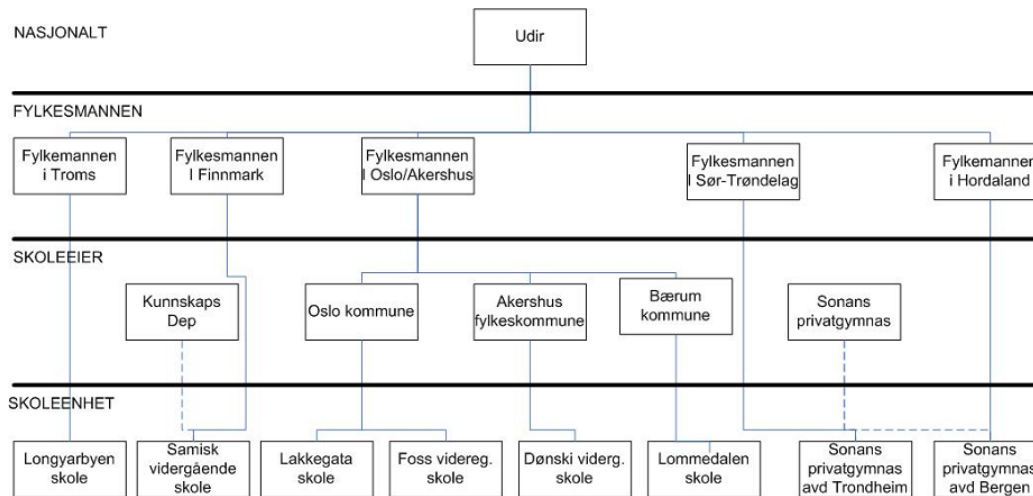 NASJONALT
Udir
FYLKESMANNEN
Fylkemannen
i Troms
Fylkesmannen
I Finnmark
Fylkesmannen
I Oslo/Akershus
Fylkesmannen
I Sør-Trøndelag
Fylkemannen
i Hordaland
SKOLEEIER
Kunnskaps
Dep
Oslo kommune
Akershus
fylkeskommune
Bærum
kommune
Sonans
privatgymnas
SKOLEENHET
Longyarbyen
skole
Samisk
vidergående
skole
Lakkegata
skole
Foss videreg.
skole
Dønski viderg.
skole
Lommedalen
skole
Sonans
privatgymnas
avd Trondheim
Sonans
privatgymnas
avd Bergen